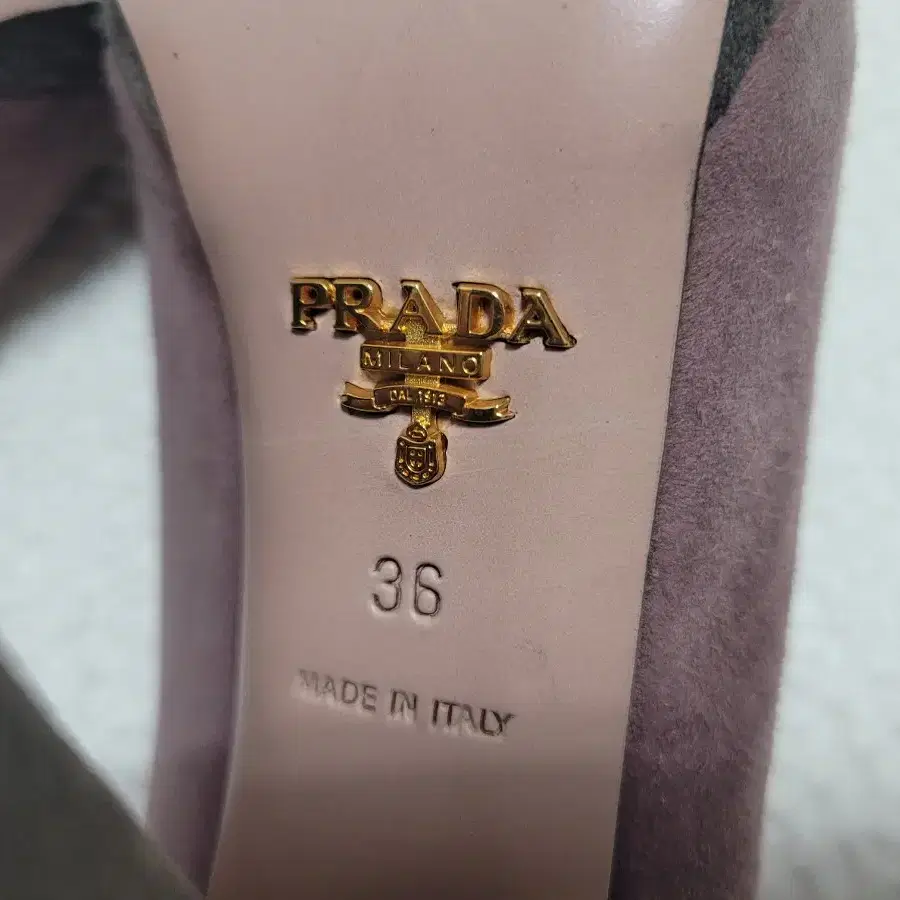 PRADA
MILANO
DAL 1913
36
MADE IN ITALY